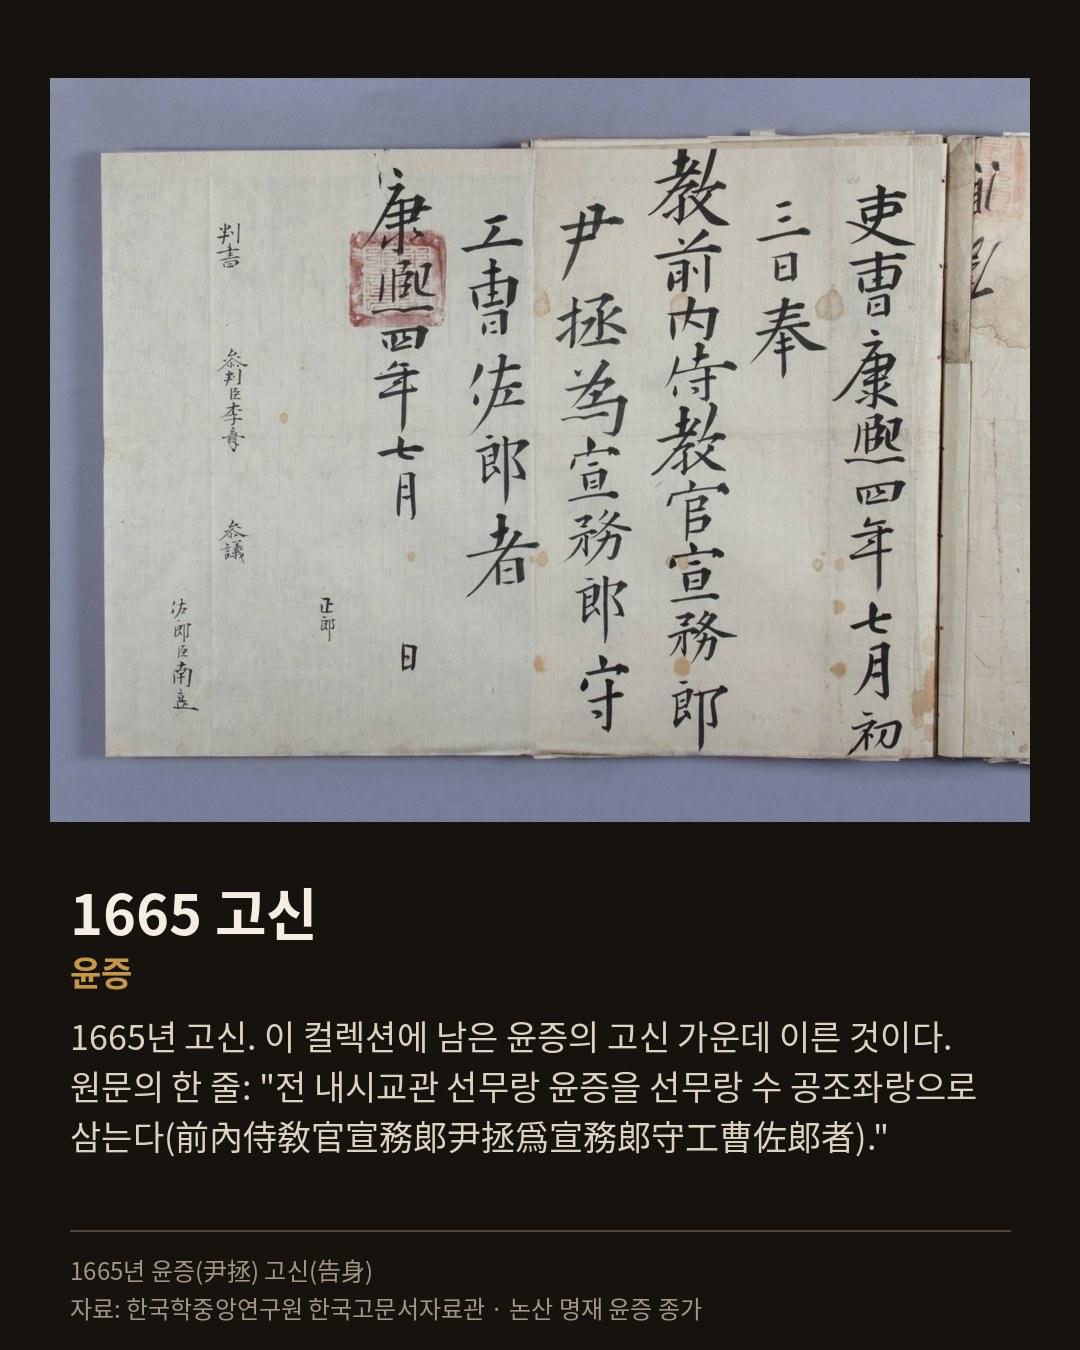 吏曹康熙四年七月初
三日奉
教前內侍教官宣務郎
尹拯為宣務郎守
工曹佐郎者
康熙四年七月 日
正郎
判書 參判臣李 參議
佐郎臣南
1665 고신
윤증
1665년 고신. 이 컬렉션에 남은 윤증의 고신 가운데 이른 것이다.
원문의 한 줄: "전 내시교관 선무랑 윤증을 선무랑 수 공조좌랑으로
삼는다(前內侍敎官宣務郞尹拯爲宣務郞守工曹佐郞者)."
1665년 윤증(尹拯) 고신(告身)
자료: 한국학중앙연구원 한국고문서자료관 · 논산 명재 윤증 종가